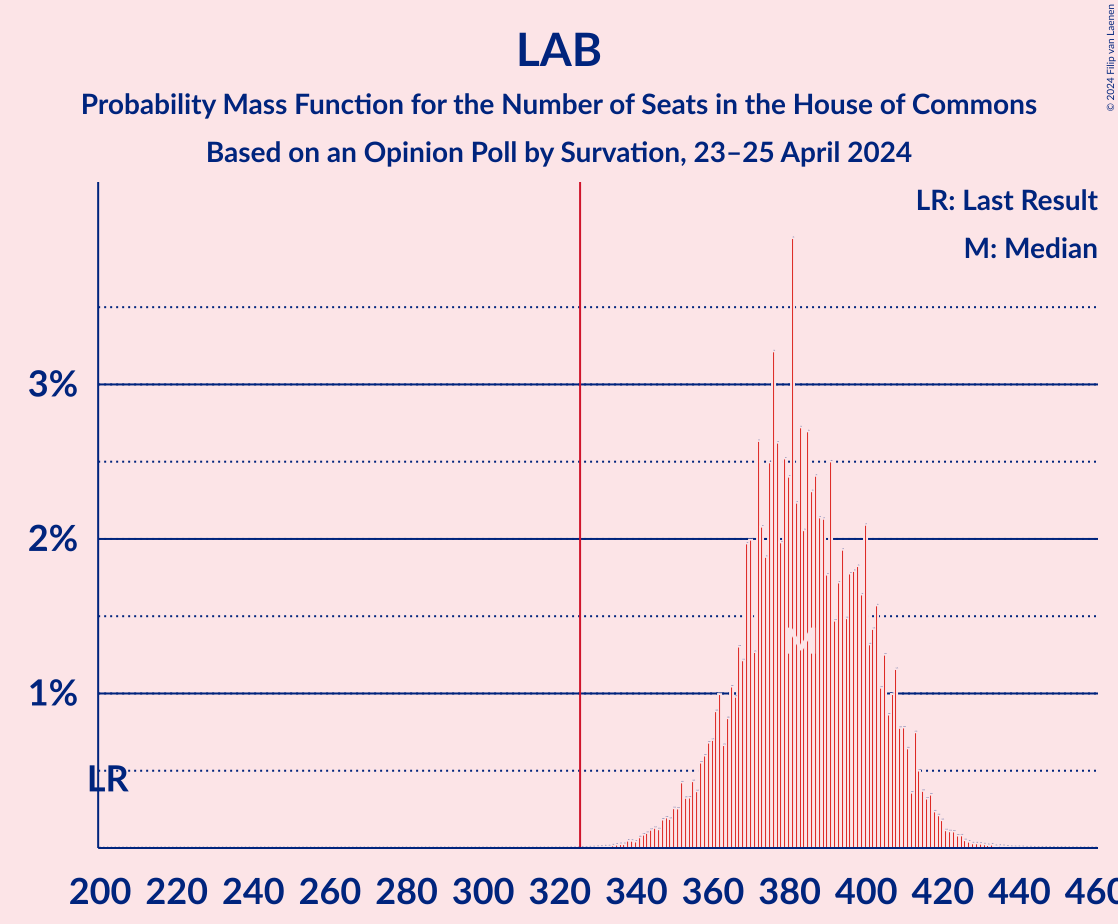 LAB
Probability Mass Function for the Number of Seats in the House of Commons
Based on an Opinion Poll by Survation, 23–25 April 2024
© 2024 Filip van Laenen
LR: Last Result
M: Median
3%
2%
1%
LR
M
200 220 240 260 280 300 320 340 360 380 400 420 440 460